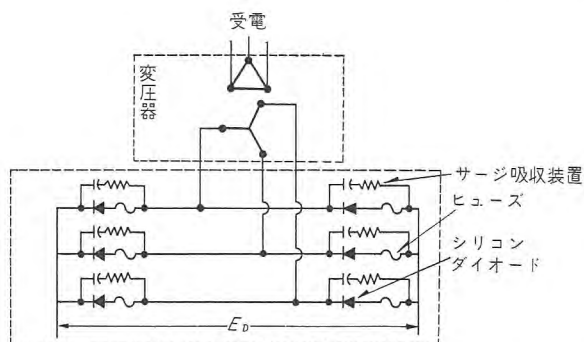 受電
変圧器
サージ吸収装置
ヒューズ
シリコン
ダイオード
E_D